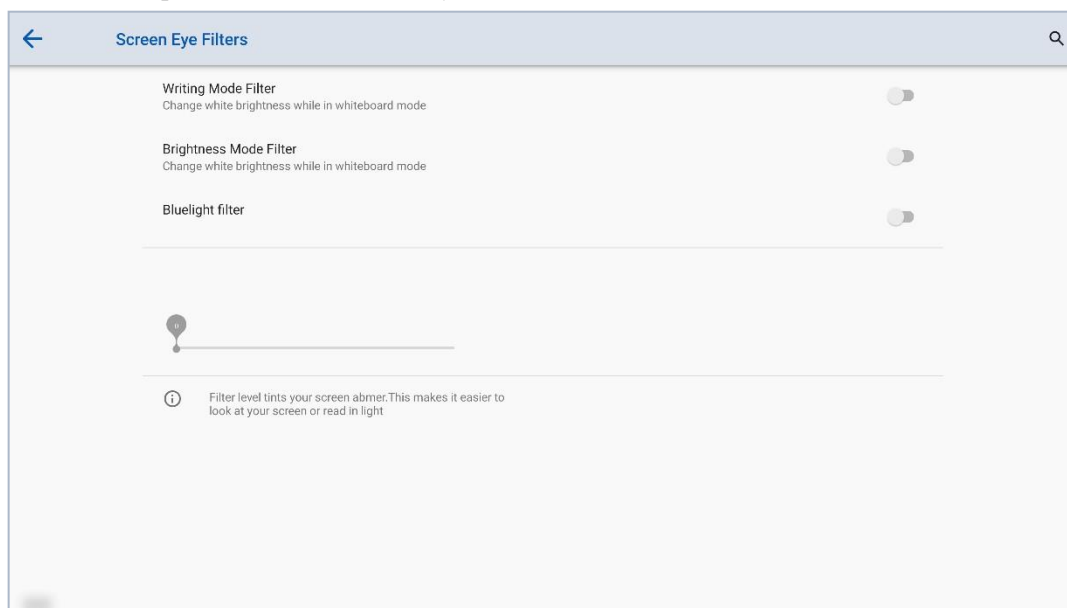 Screen Eye Filters
Writing Mode Filter
Change white brightness while in whiteboard mode
Brightness Mode Filter
Change white brightness while in whiteboard mode
Bluelight filter
0
Filter level tints your screen abmer.This makes it easier to
look at your screen or read in light